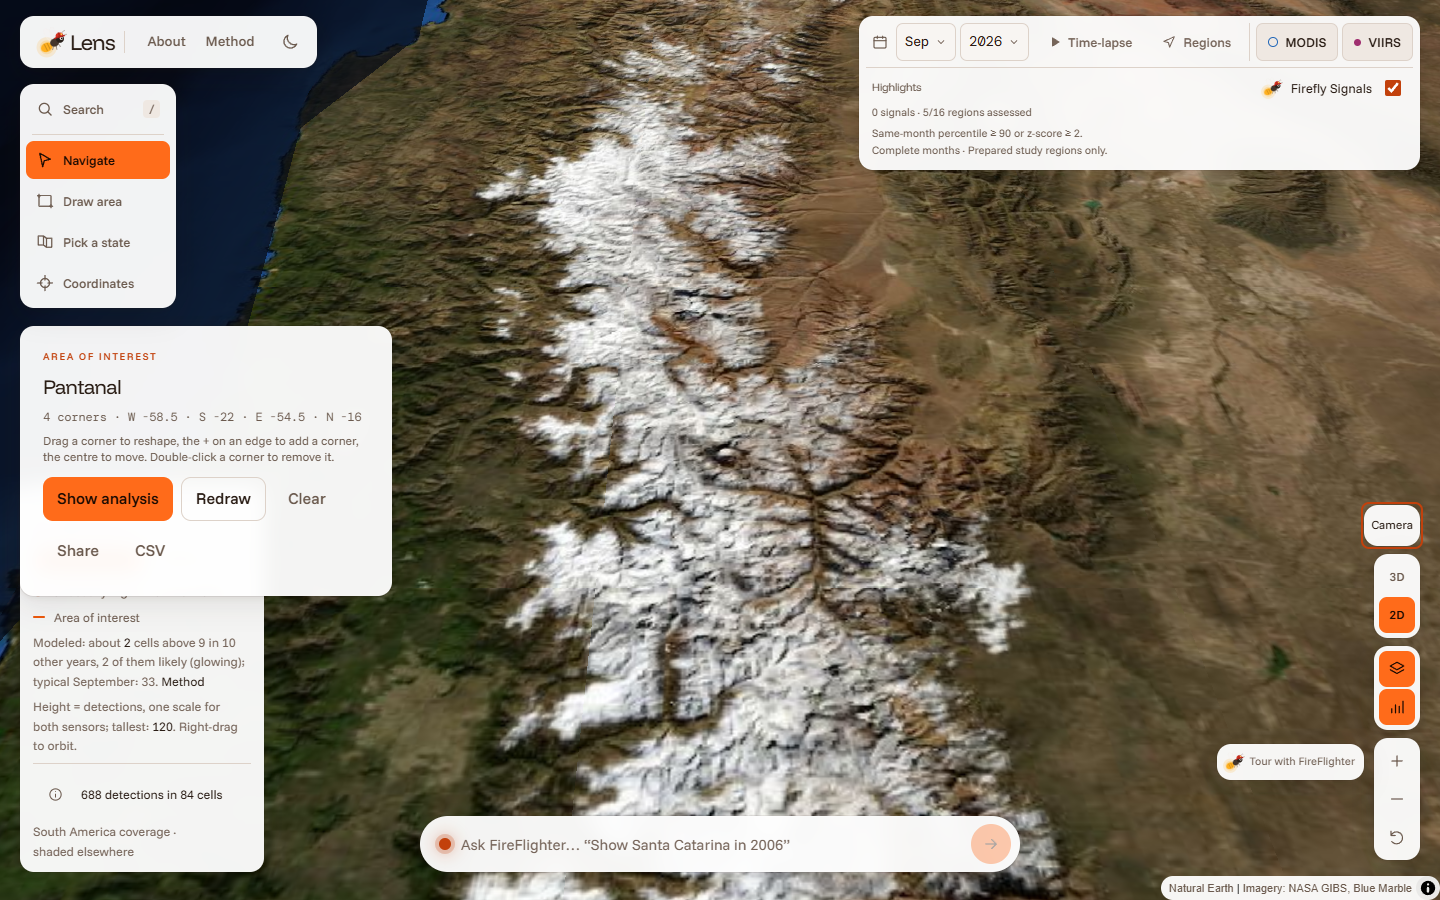 Lens
About
Method
Search
/
Navigate
Draw area
Pick a state
Coordinates
Sep
2026
Time-lapse
Regions
MODIS
VIIRS
Highlights
Firefly Signals
0 signals · 5/16 regions assessed
Same-month percentile ≥ 90 or z-score ≥ 2.
Complete months · Prepared study regions only.
AREA OF INTEREST
Pantanal
4 corners · W -58.5 · S -22 · E -54.5 · N -16
Drag a corner to reshape, the + on an edge to add a corner,
the centre to move. Double-click a corner to remove it.
Show analysis
Redraw
Clear
Share
CSV
Area of interest
Modeled: about 2 cells above 9 in 10
other years, 2 of them likely (glowing);
typical September: 33. Method
Height = detections, one scale for
both sensors; tallest: 120. Right-drag
to orbit.
688 detections in 84 cells
South America coverage ·
shaded elsewhere
Camera
3D
2D
Tour with FireFlighter
Ask FireFlighter… “Show Santa Catarina in 2006”
Natural Earth | Imagery: NASA GIBS, Blue Marble